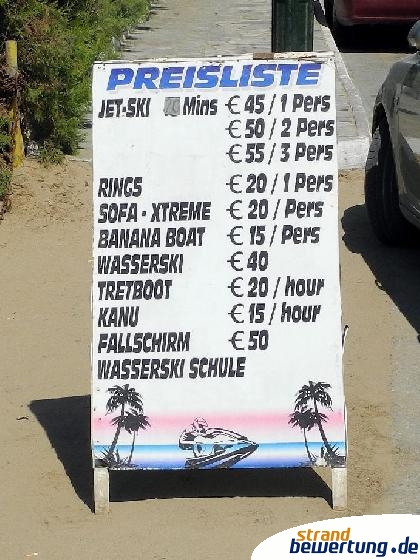 PREISLISTE
JET-SKI Mins € 45 / 1 Pers
€ 50 / 2 Pers
€ 55 / 3 Pers
RINGS € 20 / 1 Pers
SOFA - XTREME € 20 / Pers
BANANA BOAT € 15 / Pers
WASSERSKI € 40
TRETBOOT € 20 / hour
KANU € 15 / hour
FALLSCHIRM € 50
WASSERSKI SCHULE
strand
bewertung.de